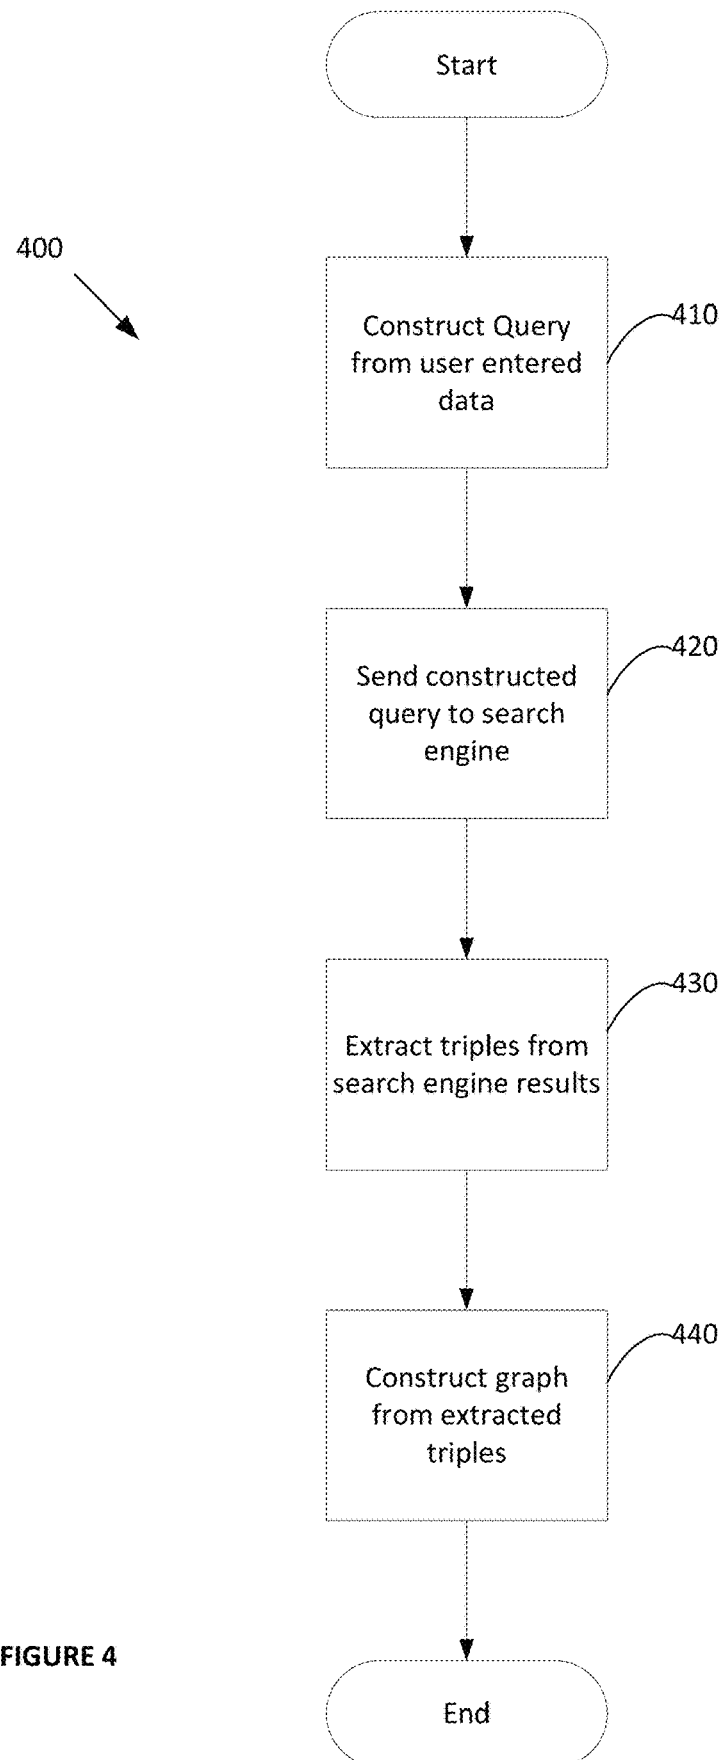 Start
400
Construct Query
from user entered
data
410
Send constructed
query to search
engine
420
Extract triples from
search engine results
430
Construct graph
from extracted
triples
440
FIGURE 4
End